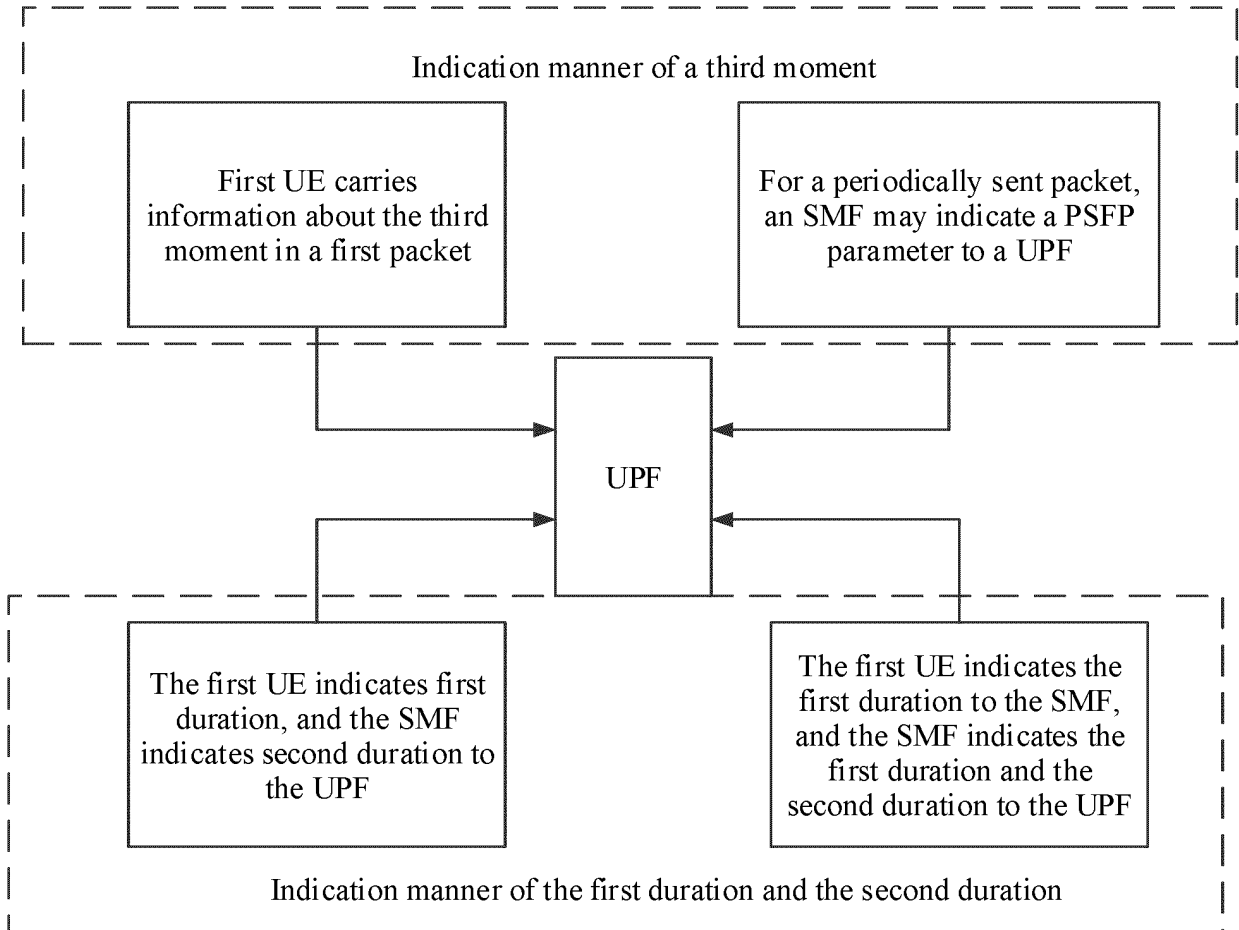 Indication manner of a third moment
First UE carries
information about the third
moment in a first packet
For a periodically sent packet,
an SMF may indicate a PSFP
parameter to a UPF
UPF
The first UE indicates first
duration, and the SMF
indicates second duration to
the UPF
The first UE indicates the
first duration to the SMF,
and the SMF indicates the
first duration and the
second duration to the UPF
Indication manner of the first duration and the second duration